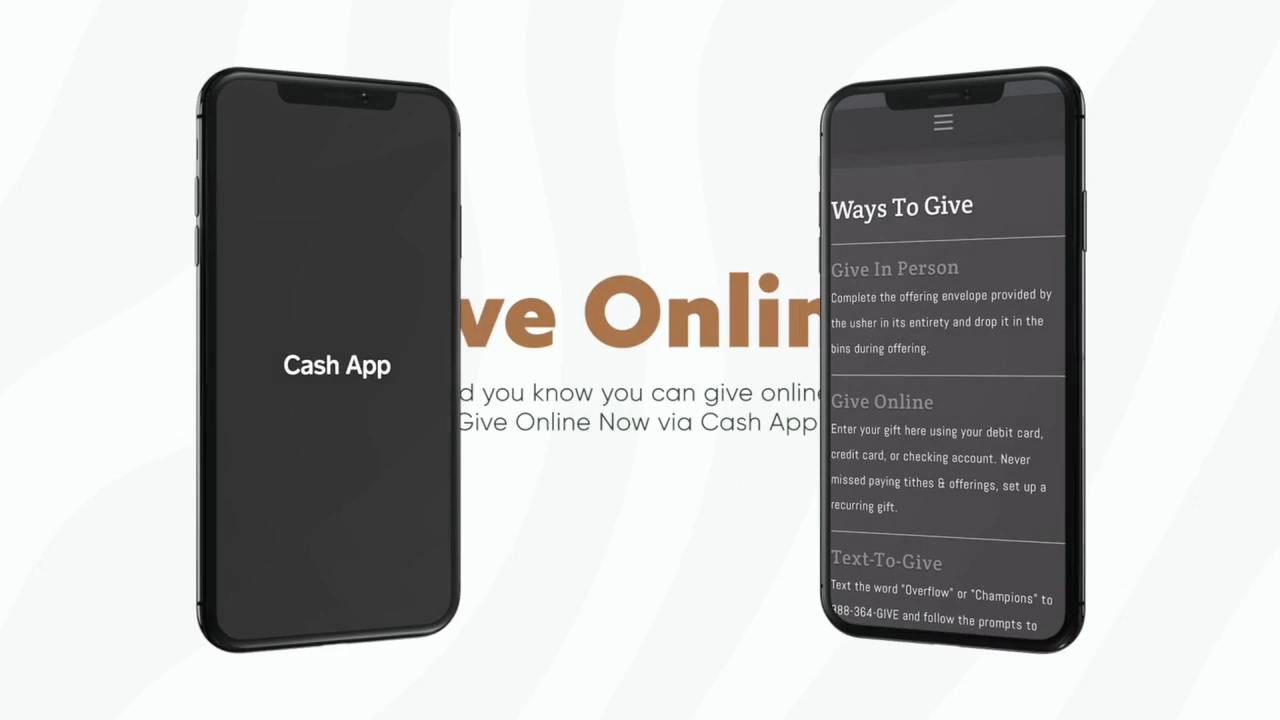 Cash App
ve Onlin
d you know you can give online
Give Online Now via Cash App
Ways To Give
Give In Person
Complete the offering envelope provided by
the usher in its entirety and drop it in the
bins during offering.
Give Online
Enter your gift here using your debit card,
credit card, or checking account. Never
missed paying tithes & offerings, set up a
recurring gift.
Text-To-Give
Text the word "Overflow" or "Champions" to
888-364-GIVE and follow the prompts to